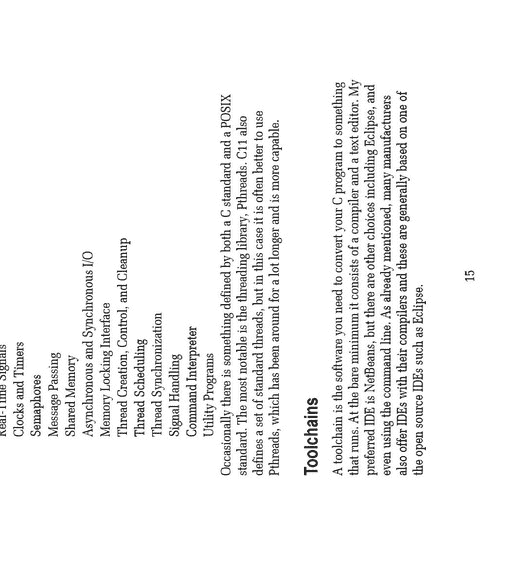 Real-Time Signals
Clocks and Timers
Semaphores
Message Passing
Shared Memory
Asynchronous and Synchronous I/O
Memory Locking Interface
Thread Creation, Control, and Cleanup
Thread Scheduling
Thread Synchronization
Signal Handling
Command Interpreter
Utility Programs
Occasionally there is something defined by both a C standard and a POSIX
standard. The most notable is the threading library, Pthreads. C11 also
defines a set of standard threads, but in this case it is often better to use
Pthreads, which has been around for a lot longer and is more capable.
Toolchains
A toolchain is the software you need to convert your C program to something
that runs. At the bare minimum it consists of a compiler and a text editor. My
preferred IDE is NetBeans, but there are other choices including Eclipse, and
even using the command line. As already mentioned, many manufacturers
also offer IDEs with their compilers and these are generally based on one of
the open source IDEs such as Eclipse.
15